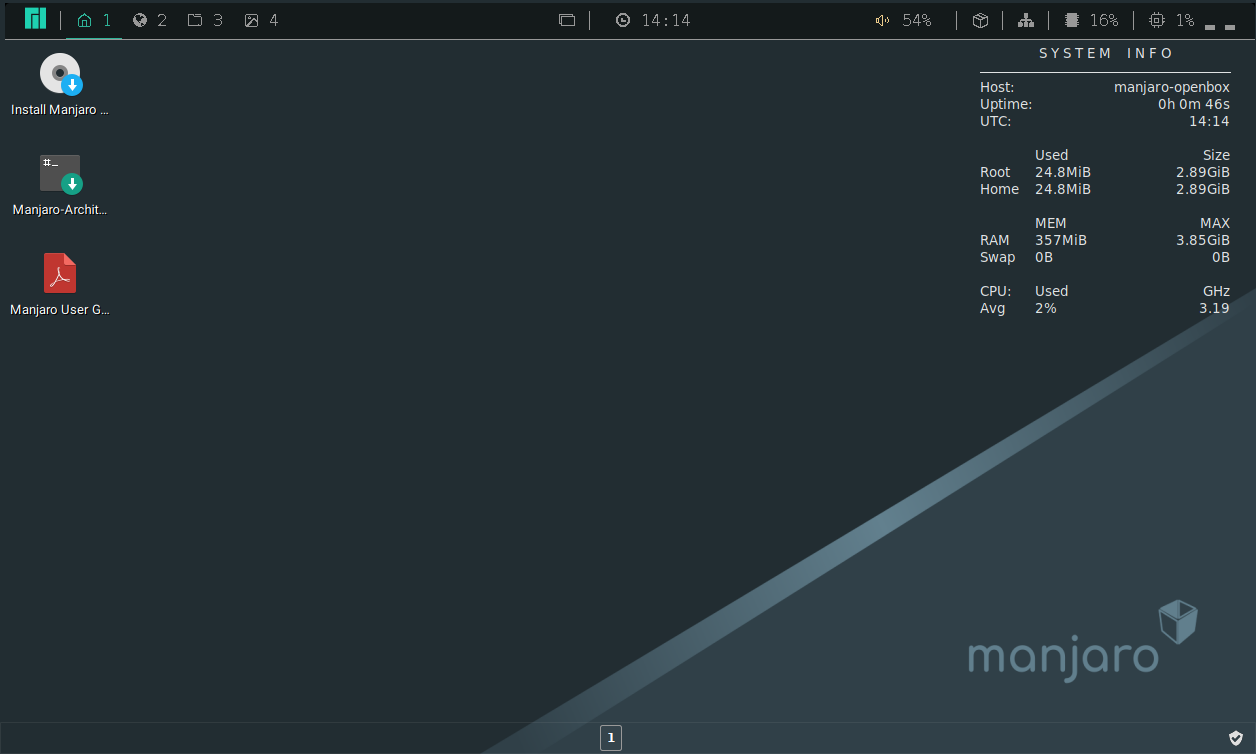 1 2 3 4 14:14 54% 16% 1%
SYSTEM INFO
Host: manjaro-openbox
Uptime: 0h 0m 46s
UTC: 14:14
Used Size
Root 24.8MiB 2.89GiB
Home 24.8MiB 2.89GiB
MEM MAX
RAM 357MiB 3.85GiB
Swap 0B 0B
CPU: Used GHz
Avg 2% 3.19
Install Manjaro ...
#_
Manjaro-Archit...
Manjaro User G...
manjaro
1